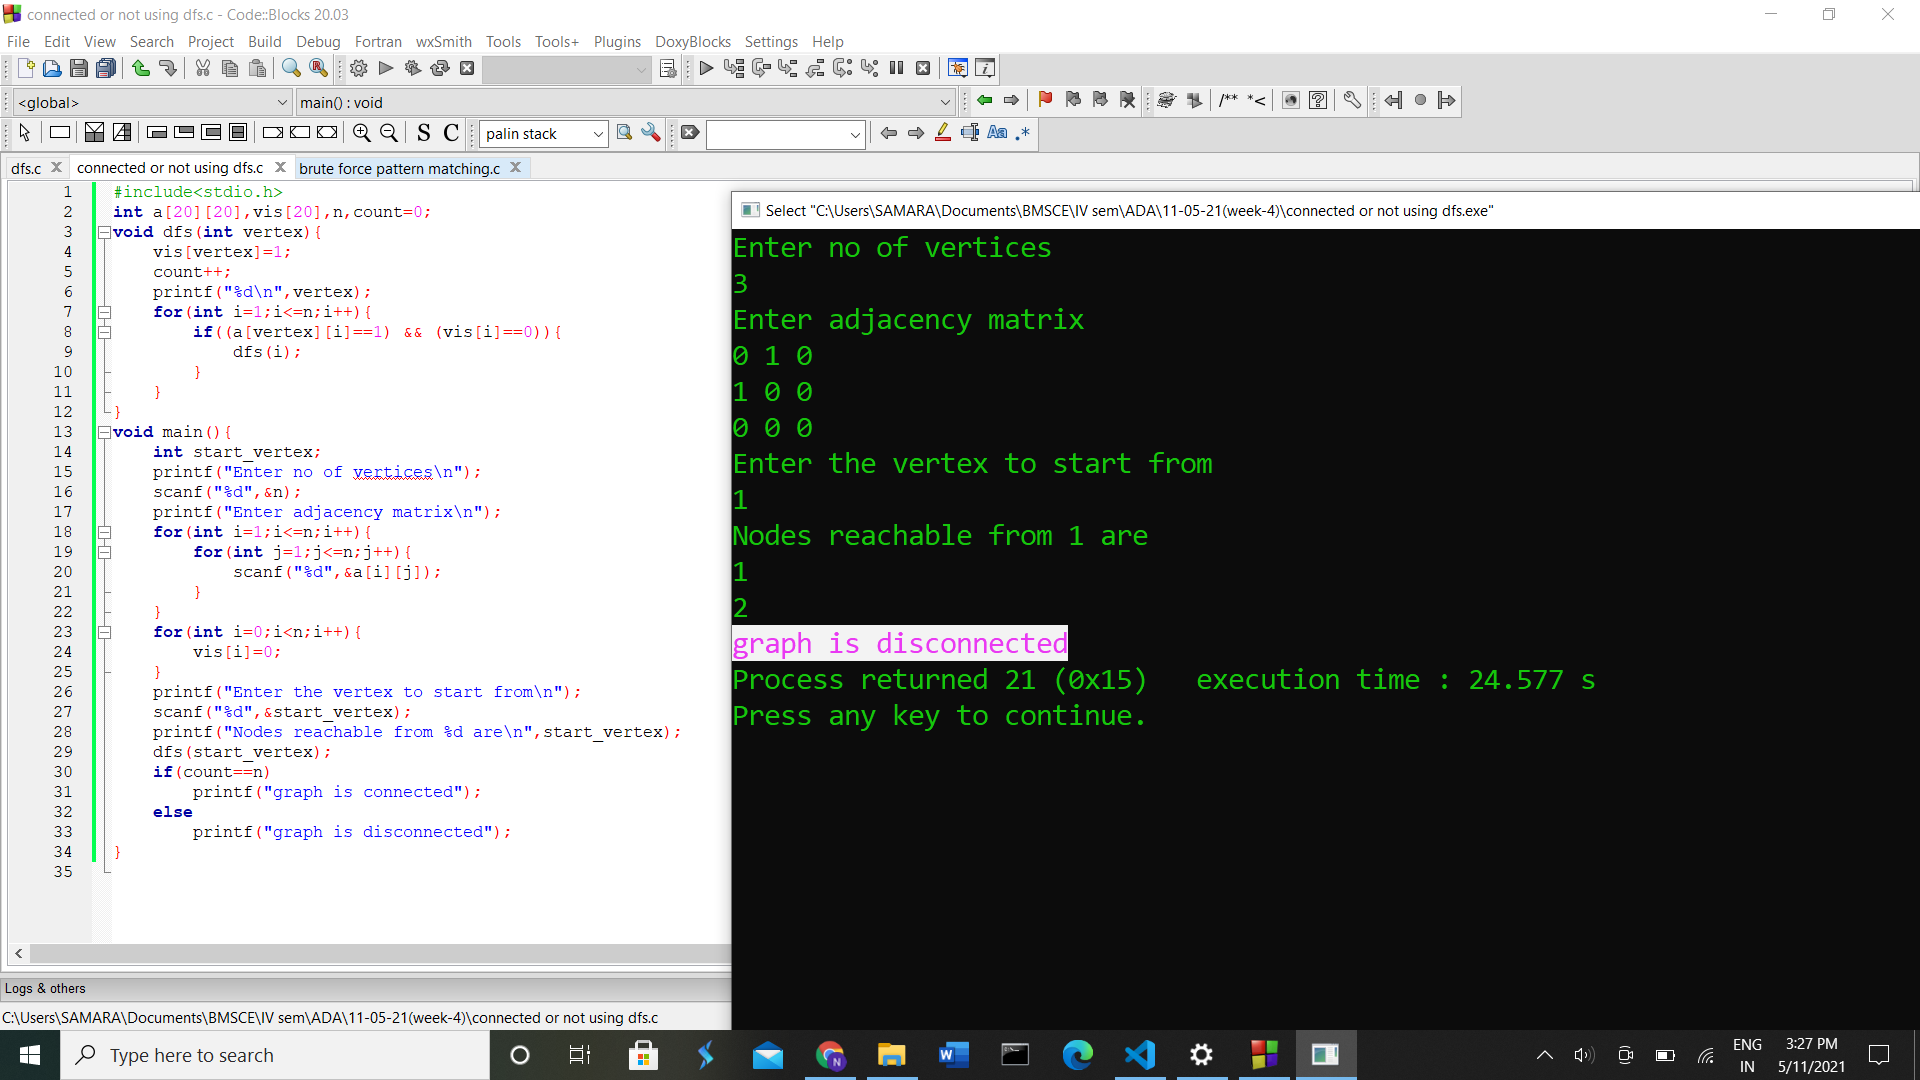 connected or not using dfs.c - Code::Blocks 20.03
File Edit View Search Project Build Debug Fortran wxSmith Tools Tools+ Plugins DoxyBlocks Settings Help
<global> main() : void
/** *<
S C palin stack Aa .*
dfs.c connected or not using dfs.c brute force pattern matching.c
1 #include<stdio.h>
2 int a[20][20],vis[20],n,count=0;
3 void dfs(int vertex){
4 vis[vertex]=1;
5 count++;
6 printf("%d\n",vertex);
7 for(int i=1;i<=n;i++){
8 if((a[vertex][i]==1) && (vis[i]==0)){
9 dfs(i);
10 }
11 }
12 }
13 void main(){
14 int start_vertex;
15 printf("Enter no of vertices\n");
16 scanf("%d",&n);
17 printf("Enter adjacency matrix\n");
18 for(int i=1;i<=n;i++){
19 for(int j=1;j<=n;j++){
20 scanf("%d",&a[i][j]);
21 }
22 }
23 for(int i=0;i<n;i++){
24 vis[i]=0;
25 }
26 printf("Enter the vertex to start from\n");
27 scanf("%d",&start_vertex);
28 printf("Nodes reachable from %d are\n",start_vertex);
29 dfs(start_vertex);
30 if(count==n)
31 printf("graph is connected");
32 else
33 printf("graph is disconnected");
34 }
35
Select "C:\Users\SAMARA\Documents\BMSCE\IV sem\ADA\11-05-21(week-4)\connected or not using dfs.exe"
Enter no of vertices
3
Enter adjacency matrix
0 1 0
1 0 0
0 0 0
Enter the vertex to start from
1
Nodes reachable from 1 are
1
2
graph is disconnected
Process returned 21 (0x15) execution time : 24.577 s
Press any key to continue.
Logs & others
C:\Users\SAMARA\Documents\BMSCE\IV sem\ADA\11-05-21(week-4)\connected or not using dfs.c
Type here to search
ENG
IN
3:27 PM
5/11/2021